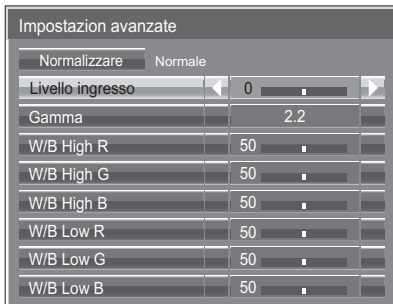 Impostazion avanzate
Normalizzare Normale
Livello ingresso 0
Gamma 2.2
W/B High R 50
W/B High G 50
W/B High B 50
W/B Low R 50
W/B Low G 50
W/B Low B 50